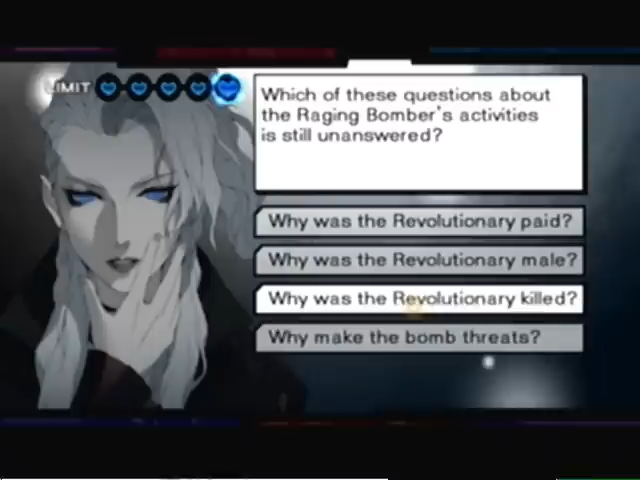 LIMIT
Which of these questions about
the Raging Bomber's activities
is still unanswered?
Why was the Revolutionary paid?
Why was the Revolutionary male?
Why was the Revolutionary killed?
Why make the bomb threats?